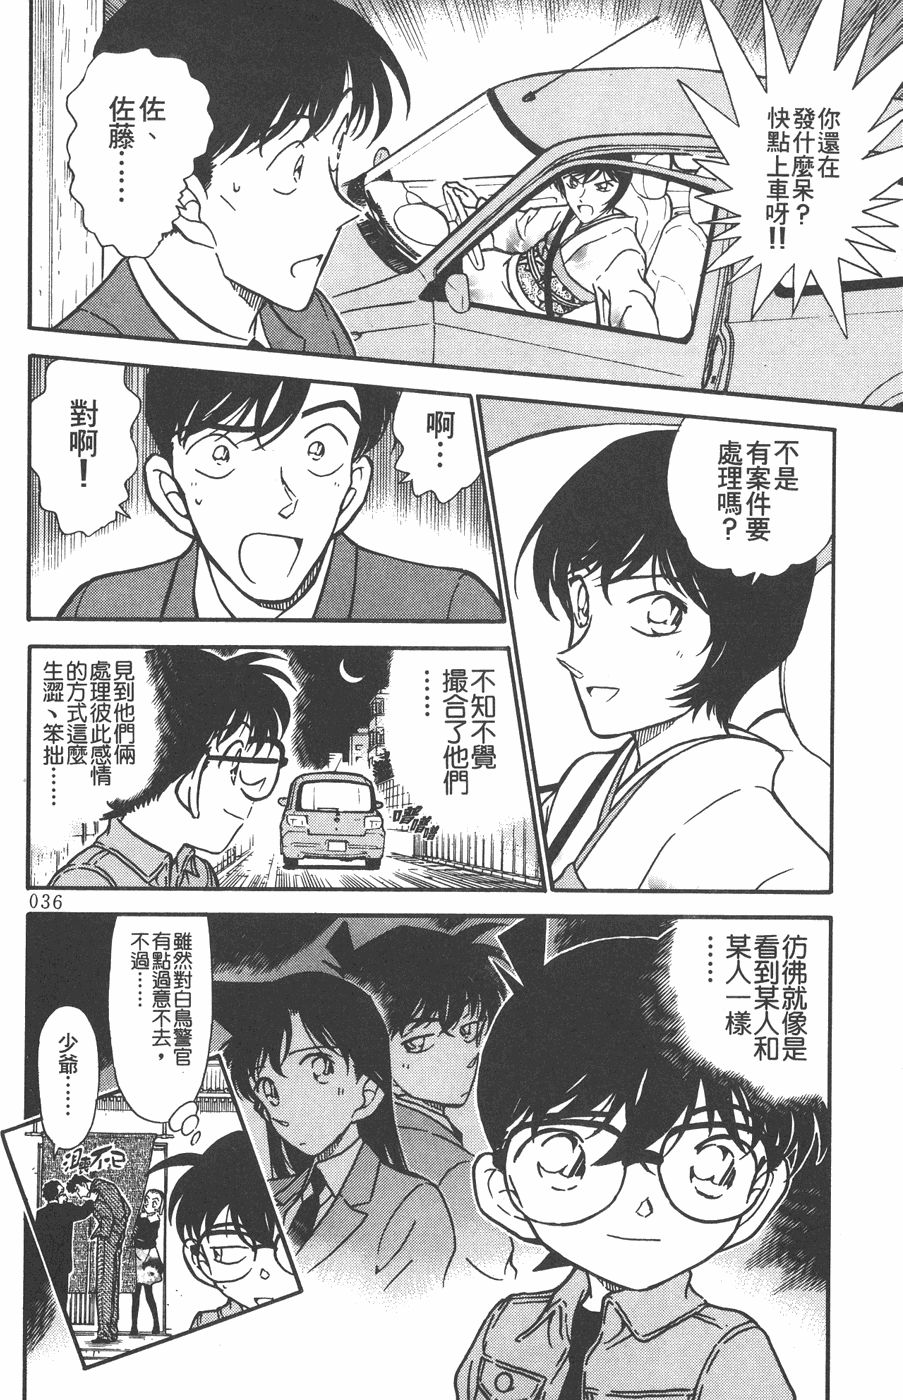 你還在
發什麼呆?
快點上車呀!!
佐、
佐藤……
不是
有案件要
處理嗎?
啊…
對啊!
不知不覺
撮合了他們
……
噜噜噜
見到他們倆
處理彼此感情
的方式這麼
生澀、笨拙……
036
彷彿就像是
看到某人和
某人一樣
……
雖然對白鳥警官
有點過意不去,
不過……
少爺……